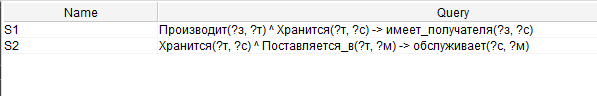 Name Query
S1 Производит(?з, ?т) ^ Хранится(?т, ?с) -> имеет_получателя(?з, ?с)
S2 Хранится(?т, ?с) ^ Поставляется_в(?т, ?м) -> обслуживает(?с, ?м)